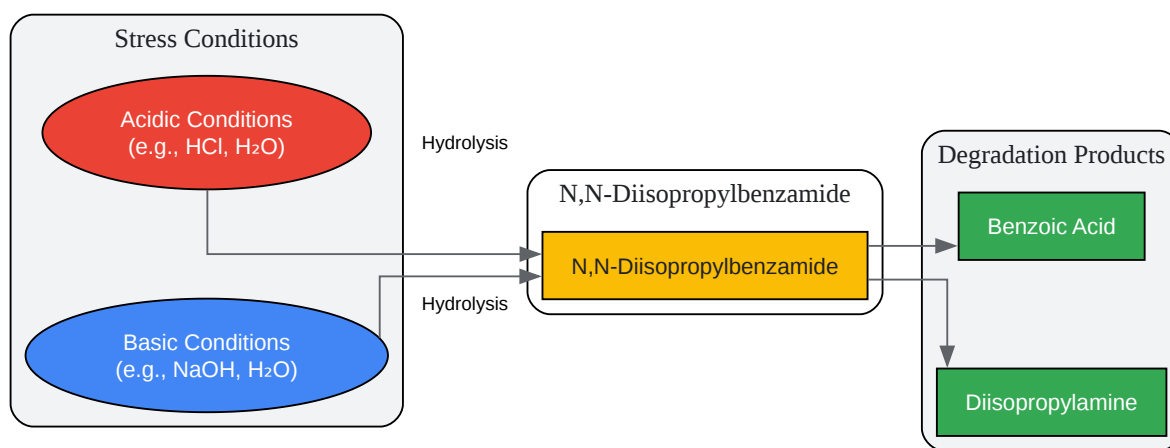 Stress Conditions
Acidic Conditions
(e.g., HCl, H₂O)
Hydrolysis
Basic Conditions
(e.g., NaOH, H₂O)
Hydrolysis
N,N-Diisopropylbenzamide
N,N-Diisopropylbenzamide
Degradation Products
Benzoic Acid
Diisopropylamine